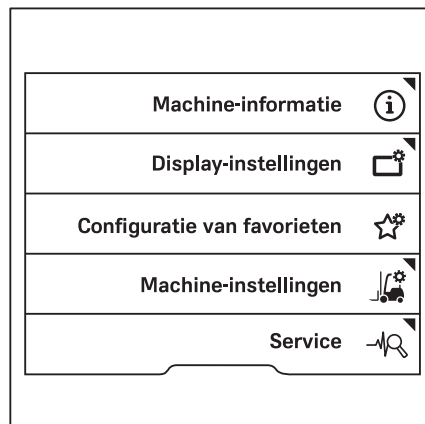 Machine-informatie
Display-instellingen
Configuratie van favorieten
Machine-instellingen
Service